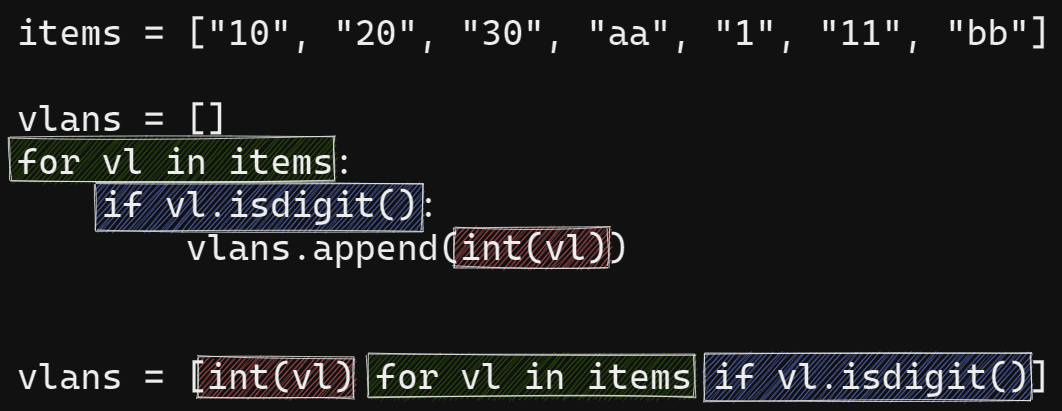 items = ["10", "20", "30", "aa", "1", "11", "bb"]
vlans = []
for vl in items:
    if vl.isdigit():
        vlans.append(int(vl))
vlans = [int(vl) for vl in items if vl.isdigit()]